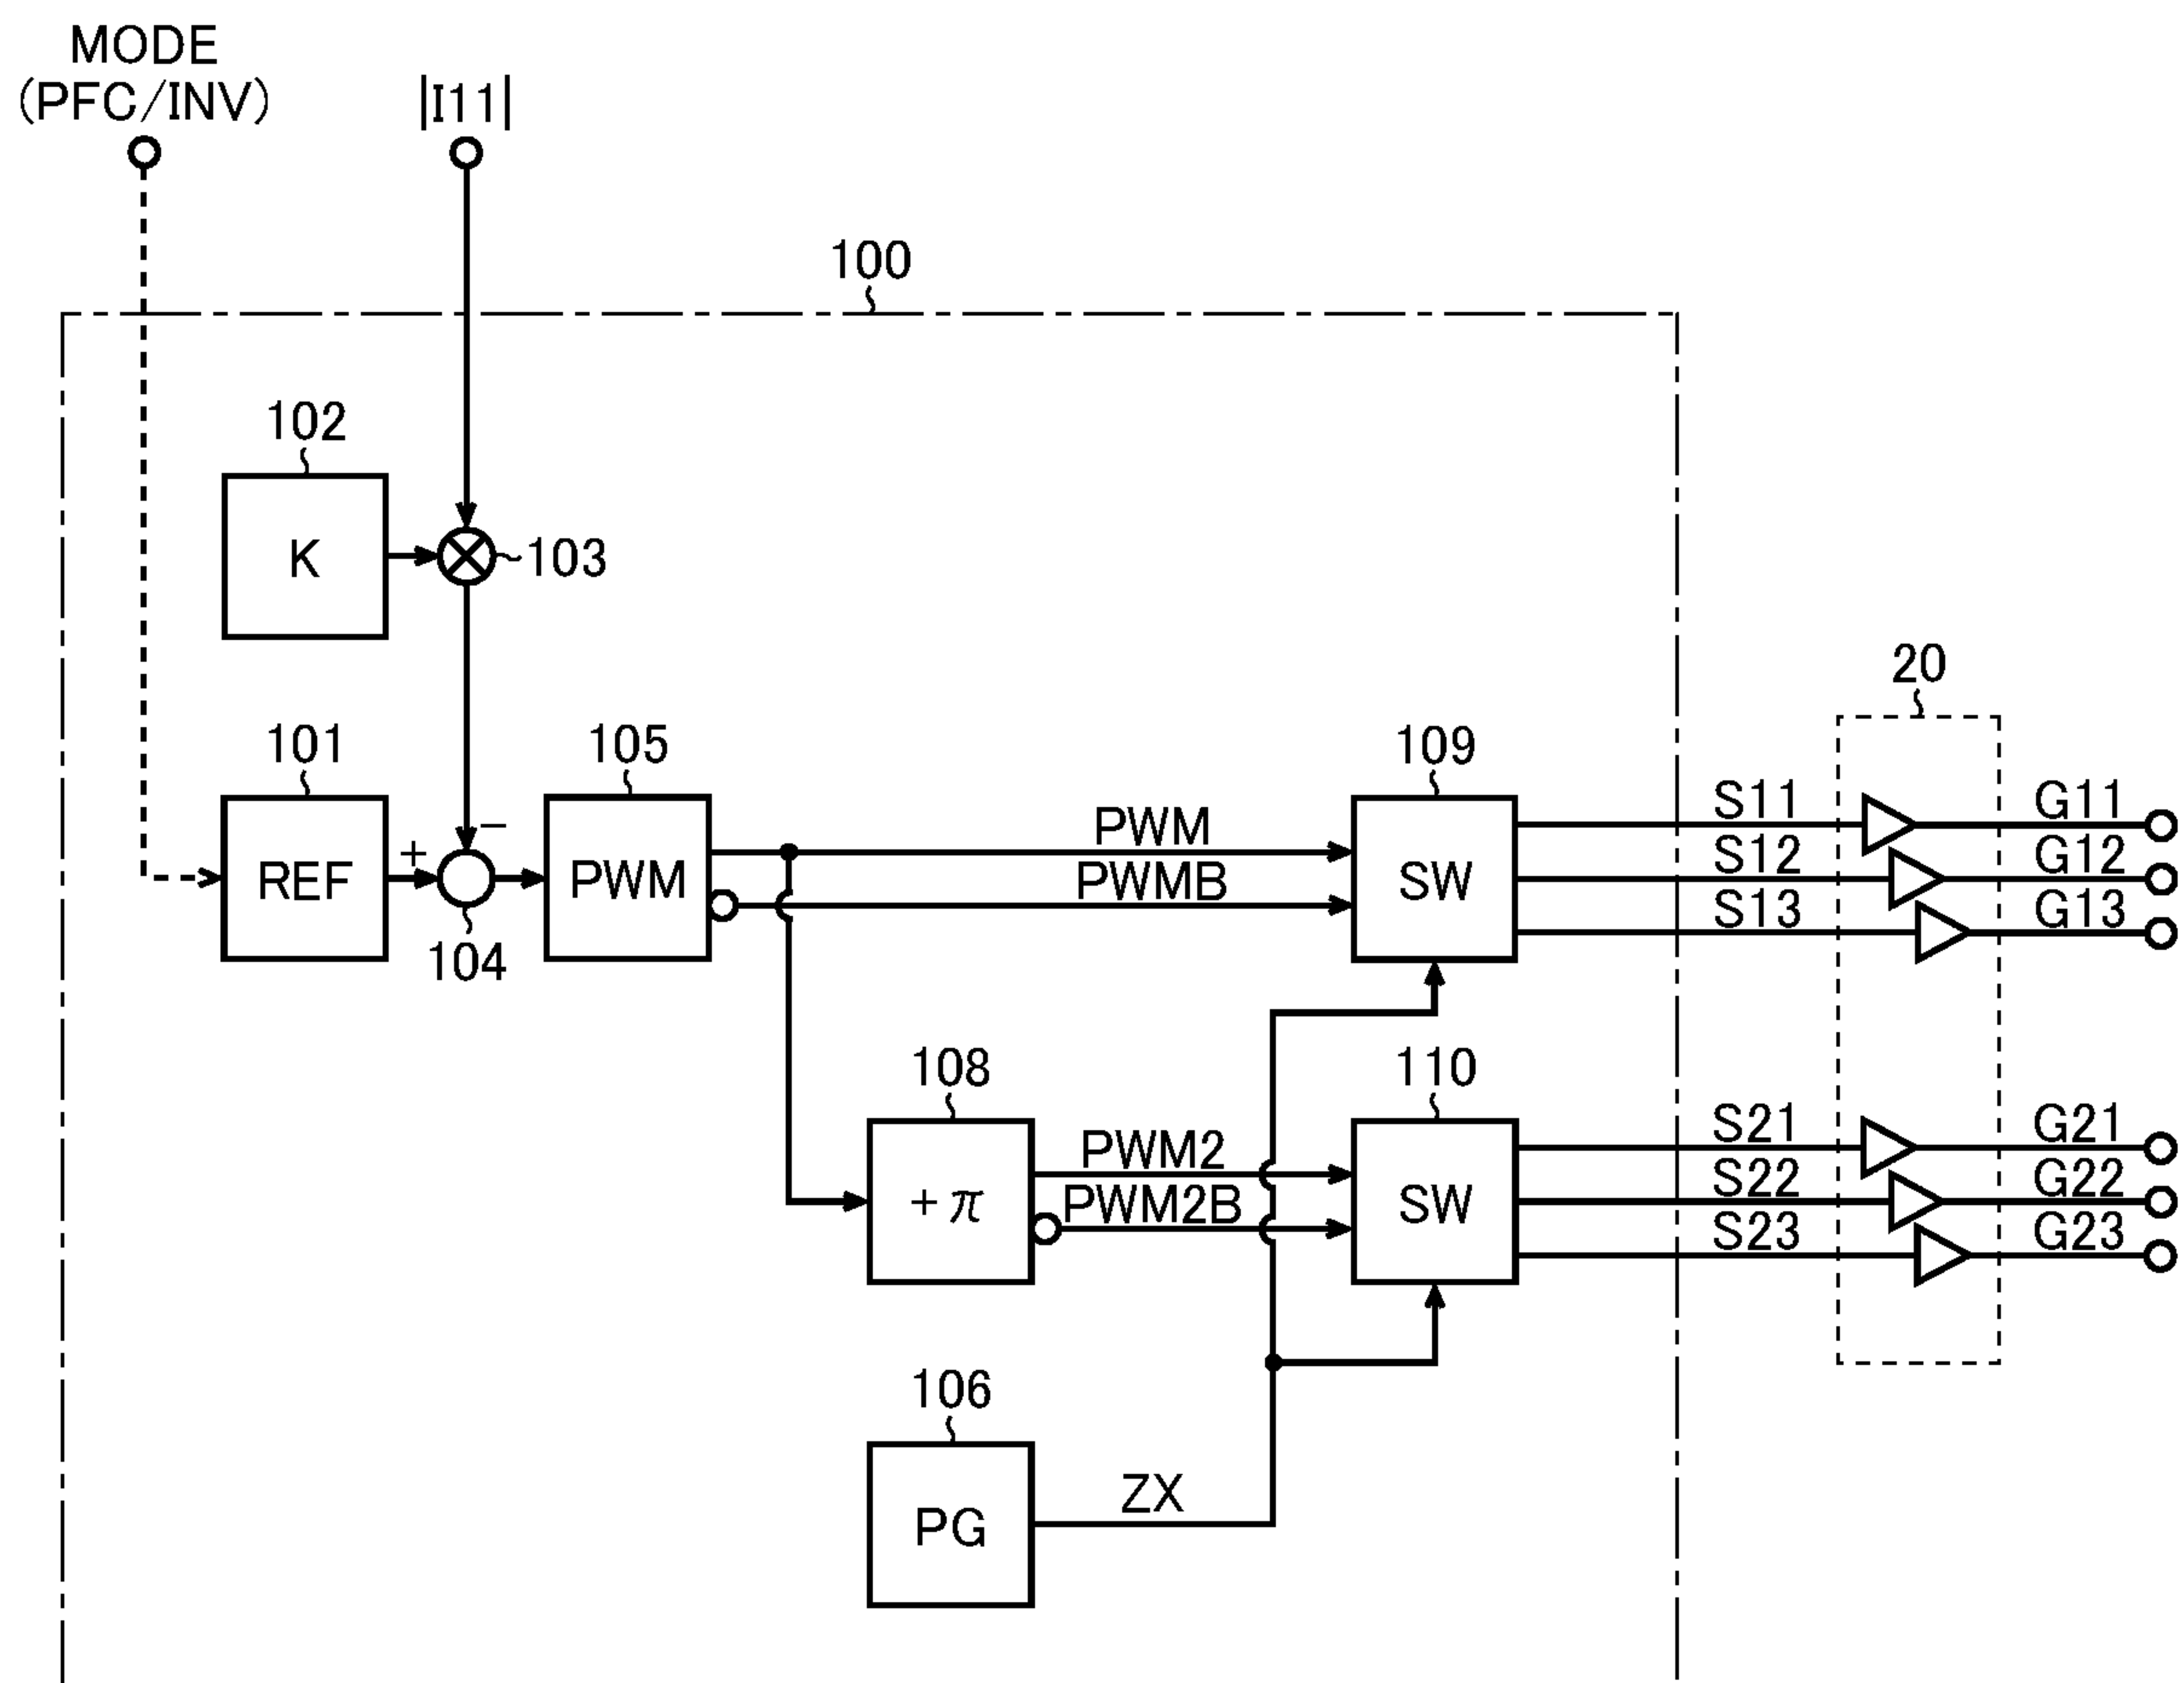 MODE
(PFC/INV)
|I11|
100
102
K
103
20
101
105
109
REF
+
−
104
PWM
PWM
PWMB
SW
S11
S12
S13
G11
G12
G13
108
110
+π
PWM2
PWM2B
SW
S21
S22
S23
G21
G22
G23
106
PG
ZX